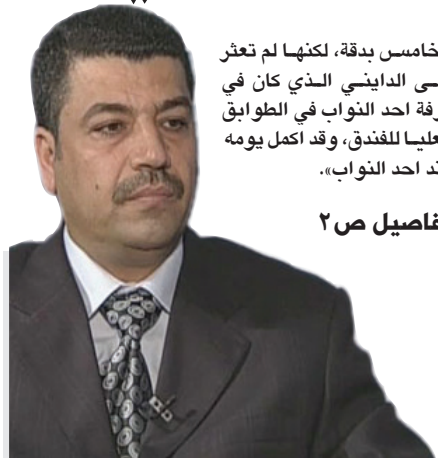 خامس بدقة، لكنها لم تعثر
ى الدايني الذي كان في
رفة احد النواب في الطوابق
عليا للفندق، وقد اكمل يومه
ند احد النواب».
فاصيل ص٢